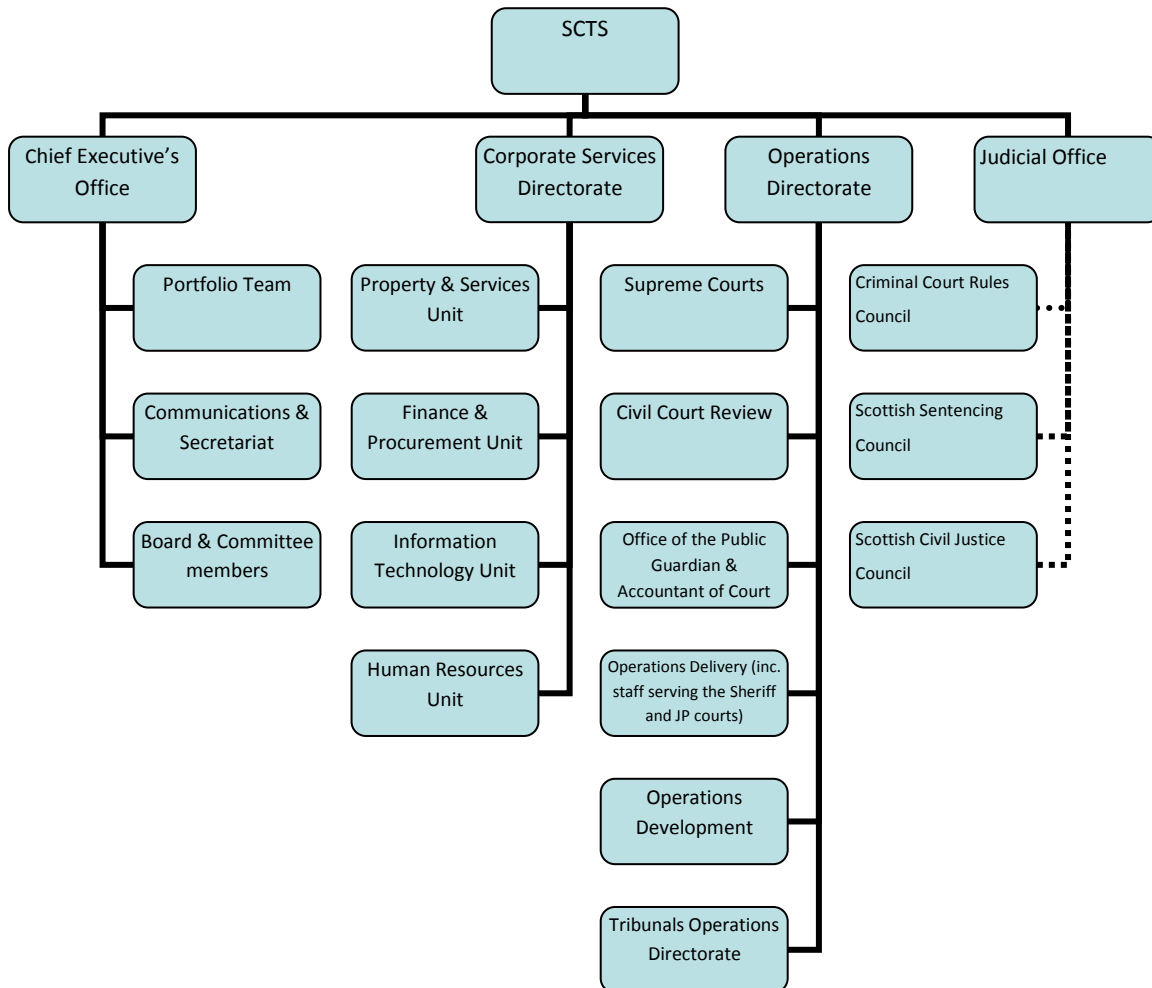 SCTS
Chief Executive’s
Office
Corporate Services
Directorate
Operations
Directorate
Judicial Office
Portfolio Team
Property & Services
Unit
Supreme Courts
Criminal Court Rules
Council
Communications &
Secretariat
Finance &
Procurement Unit
Civil Court Review
Scottish Sentencing
Council
Board & Committee
members
Information
Technology Unit
Office of the Public
Guardian &
Accountant of Court
Scottish Civil Justice
Council
Human Resources
Unit
Operations Delivery (inc.
staff serving the Sheriff
and JP courts)
Operations
Development
Tribunals Operations
Directorate